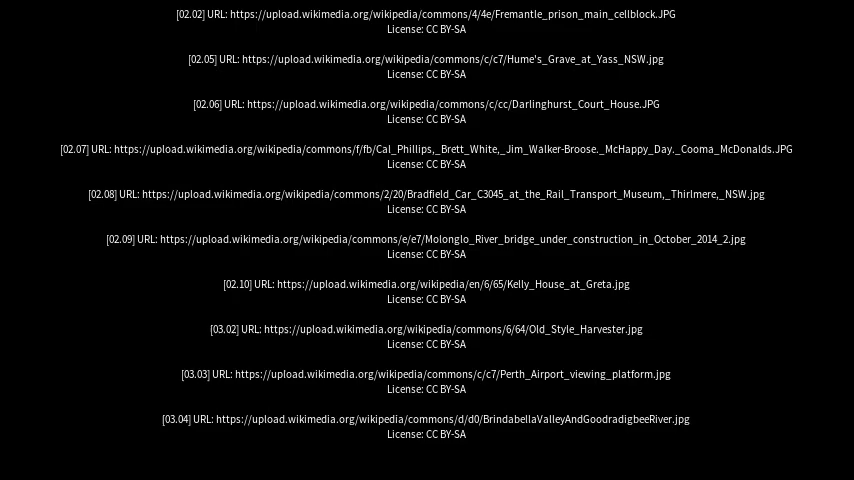 [02.02] URL: https://upload.wikimedia.org/wikipedia/commons/4/4e/Fremantle_prison_main_cellblock.JPG
License: CC BY-SA
[02.05] URL: https://upload.wikimedia.org/wikipedia/commons/c/c7/Hume's_Grave_at_Yass_NSW.jpg
License: CC BY-SA
[02.06] URL: https://upload.wikimedia.org/wikipedia/commons/c/cc/Darlinghurst_Court_House.JPG
License: CC BY-SA
[02.07] URL: https://upload.wikimedia.org/wikipedia/commons/f/fb/Cal_Phillips,_Brett_White,_Jim_Walker-Broose._McHappy_Day._Cooma_McDonalds.JPG
License: CC BY-SA
[02.08] URL: https://upload.wikimedia.org/wikipedia/commons/2/20/Bradfield_Car_C3045_at_the_Rail_Transport_Museum,_Thirlmere,_NSW.jpg
License: CC BY-SA
[02.09] URL: https://upload.wikimedia.org/wikipedia/commons/e/e7/Molonglo_River_bridge_under_construction_in_October_2014_2.jpg
License: CC BY-SA
[02.10] URL: https://upload.wikimedia.org/wikipedia/en/6/65/Kelly_House_at_Greta.jpg
License: CC BY-SA
[03.02] URL: https://upload.wikimedia.org/wikipedia/commons/6/64/Old_Style_Harvester.jpg
License: CC BY-SA
[03.03] URL: https://upload.wikimedia.org/wikipedia/commons/c/c7/Perth_Airport_viewing_platform.jpg
License: CC BY-SA
[03.04] URL: https://upload.wikimedia.org/wikipedia/commons/d/d0/BrindabellaValleyAndGoodradigbeeRiver.jpg
License: CC BY-SA